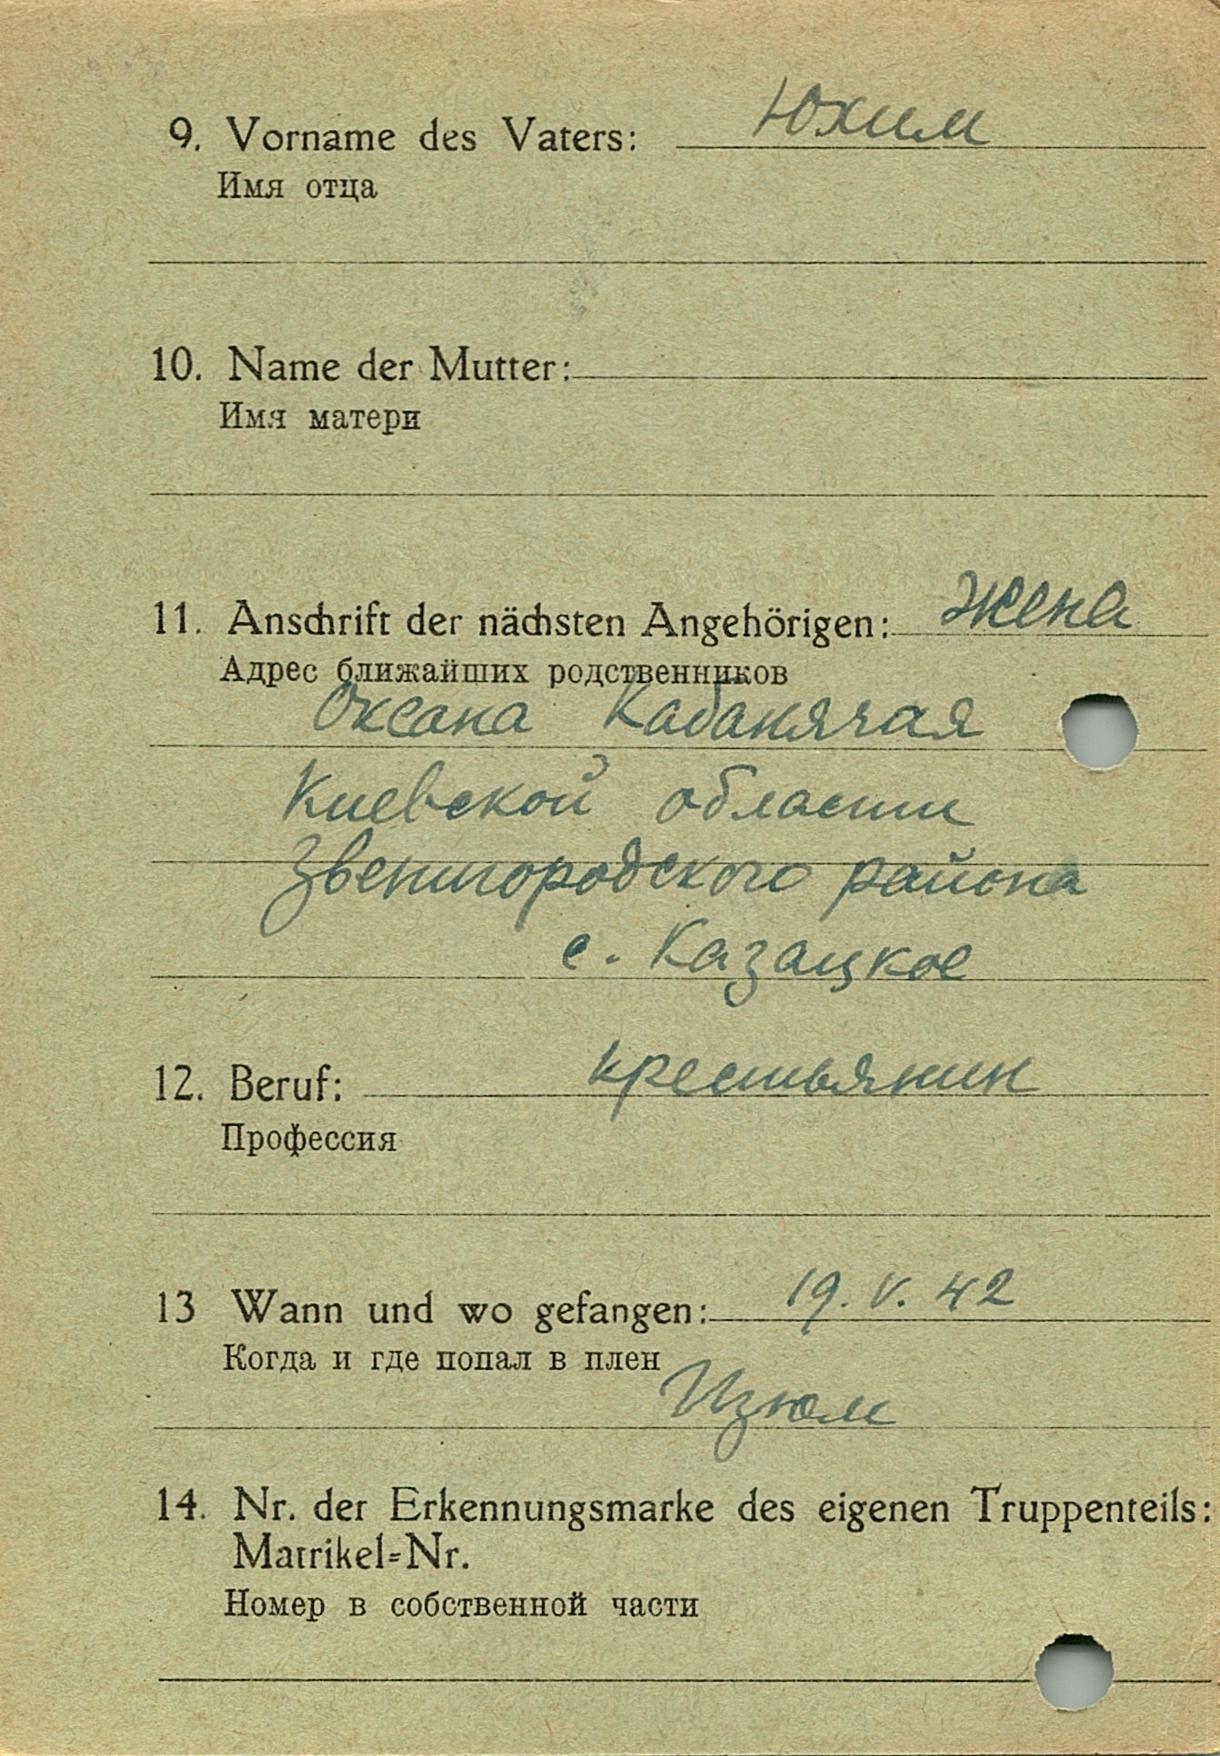 9. Vorname des Vaters: Юхим
Имя отца
10. Name der Mutter:
Имя матери
11. Anschrift der nächsten Angehörigen: Жена
Адрес ближайших родственников
Оксана Кабанячая
Киевской области
Звенигородского района
с. Казацкое
12. Beruf: крестьянин
Профессия
13 Wann und wo gefangen: 19. V. 42
Когда и где попал в плен
Изюм
14. Nr. der Erkennungsmarke des eigenen Truppenteils:
Matrikel=Nr.
Номер в собственной части